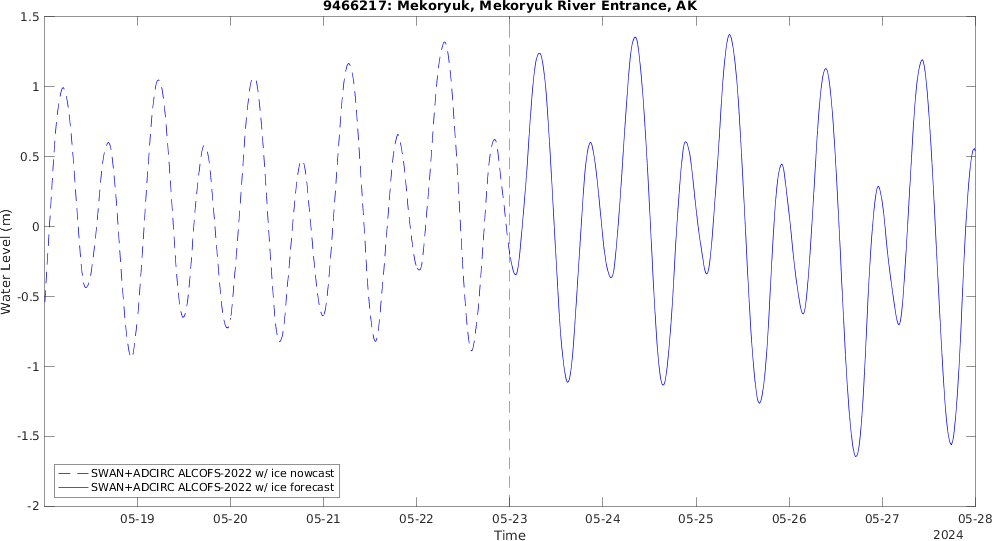 9466217: Mekoryuk, Mekoryuk River Entrance, AK
1.5
1
0.5
0
-0.5
-1
-1.5
-2
Water Level (m)
SWAN+ADCIRC ALCOFS-2022 w/ ice nowcast
SWAN+ADCIRC ALCOFS-2022 w/ ice forecast
05-19 05-20 05-21 05-22 05-23 05-24 05-25 05-26 05-27 05-28
Time
2024